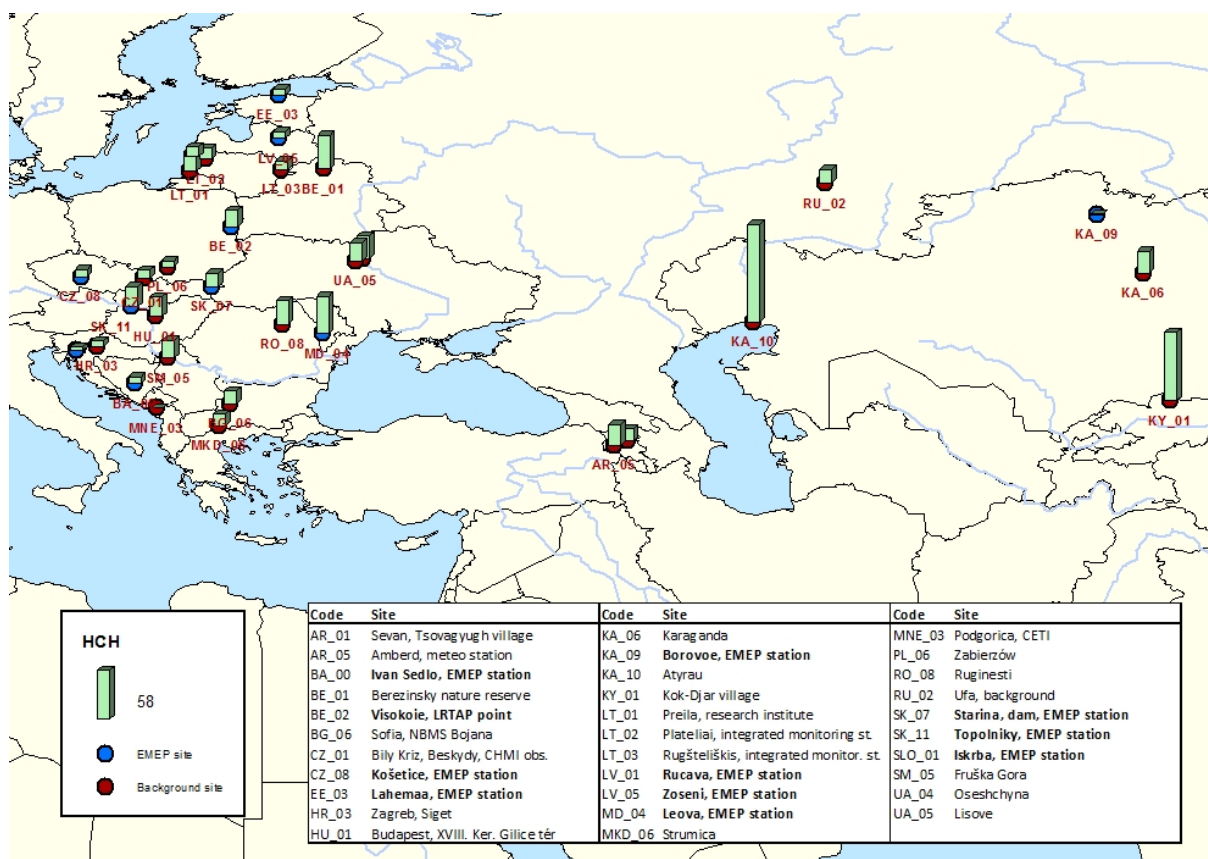 EE_03
LV_05
LT_02
LT_03
BE_01
LT_01
RU_02
KA_09
BE_02
UA_05
KA_06
CZ_08
PL_06
CZ_01
SK_07
SK_11
HU_01
RO_08
MD_04
KA_10
HR_03
SM_05
MNE_03
BG_06
KY_01
MKD_06
AR_05
HCH
58
EMEP site
Background site
Code Site Code Site Code Site
AR_01 Sevan, Tsovagyugh village KA_06 Karaganda MNE_03 Podgorica, CETI
AR_05 Amberd, meteo station KA_09 Borovoe, EMEP station PL_06 Zabierzów
BA_00 Ivan Sedlo, EMEP station KA_10 Atyrau RO_08 Ruginesti
BE_01 Berezinsky nature reserve KY_01 Kok-Djar village RU_02 Ufa, background
BE_02 Visokoie, LRTAP point LT_01 Preila, research institute SK_07 Starina, dam, EMEP station
BG_06 Sofia, NBMS Bojana LT_02 Plateliai, integrated monitoring st. SK_11 Topolniky, EMEP station
CZ_01 Bily Kriz, Beskydy, CHMI obs. LT_03 Rugšteliškis, integrated monitor. st. SLO_01 Iskrba, EMEP station
CZ_08 Košetice, EMEP station LV_01 Rucava, EMEP station SM_05 Fruška Gora
EE_03 Lahemaa, EMEP station LV_05 Zoseni, EMEP station UA_04 Oseshchyna
HR_03 Zagreb, Siget MD_04 Leova, EMEP station UA_05 Lisove
HU_01 Budapest, XVIII. Ker. Gilice tér MKD_06 Strumica